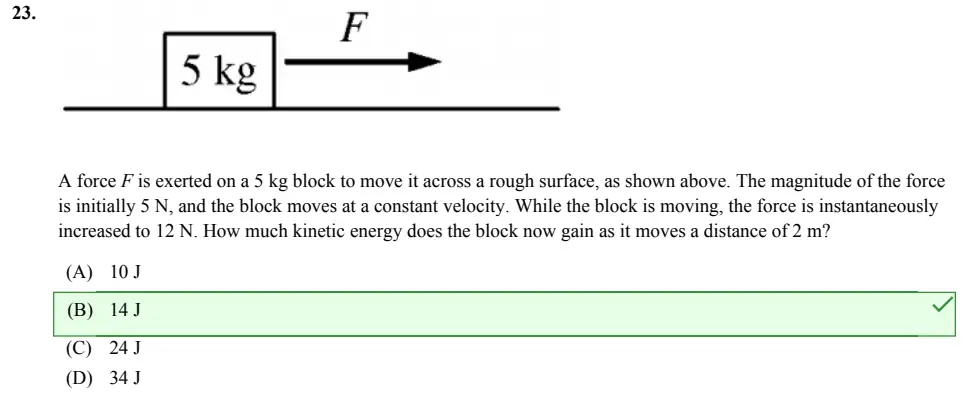 23.
F
5 kg
A force F is exerted on a 5 kg block to move it across a rough surface, as shown above. The magnitude of the force
is initially 5 N, and the block moves at a constant velocity. While the block is moving, the force is instantaneously
increased to 12 N. How much kinetic energy does the block now gain as it moves a distance of 2 m?
(A) 10 J
(B) 14 J
(C) 24 J
(D) 34 J